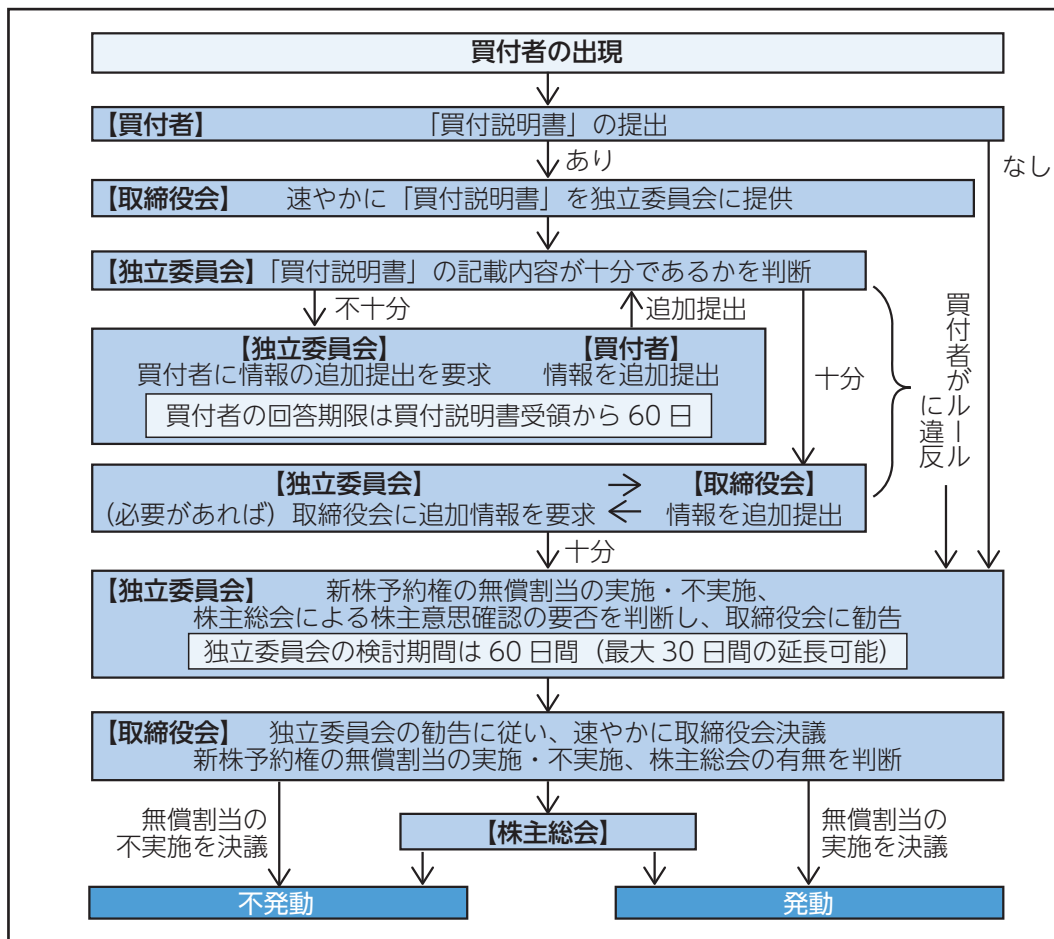 買付者の出現
【買付者】 「買付説明書」の提出
あり
なし
【取締役会】 速やかに「買付説明書」を独立委員会に提供
【独立委員会】「買付説明書」の記載内容が十分であるかを判断
不十分
追加提出
【独立委員会】 【買付者】
買付者に情報の追加提出を要求 情報を追加提出
買付者の回答期限は買付説明書受領から 60 日
十分
買付者がルール
に違反
【独立委員会】 → 【取締役会】
(必要があれば) 取締役会に追加情報を要求 ← 情報を追加提出
十分
【独立委員会】 新株予約権の無償割当の実施・不実施、
株主総会による株主意思確認の要否を判断し、取締役会に勧告
独立委員会の検討期間は 60 日間（最大 30 日間の延長可能）
【取締役会】 独立委員会の勧告に従い、速やかに取締役会決議
新株予約権の無償割当の実施・不実施、株主総会の有無を判断
無償割当の
不実施を決議
【株主総会】
無償割当の
実施を決議
不発動
発動